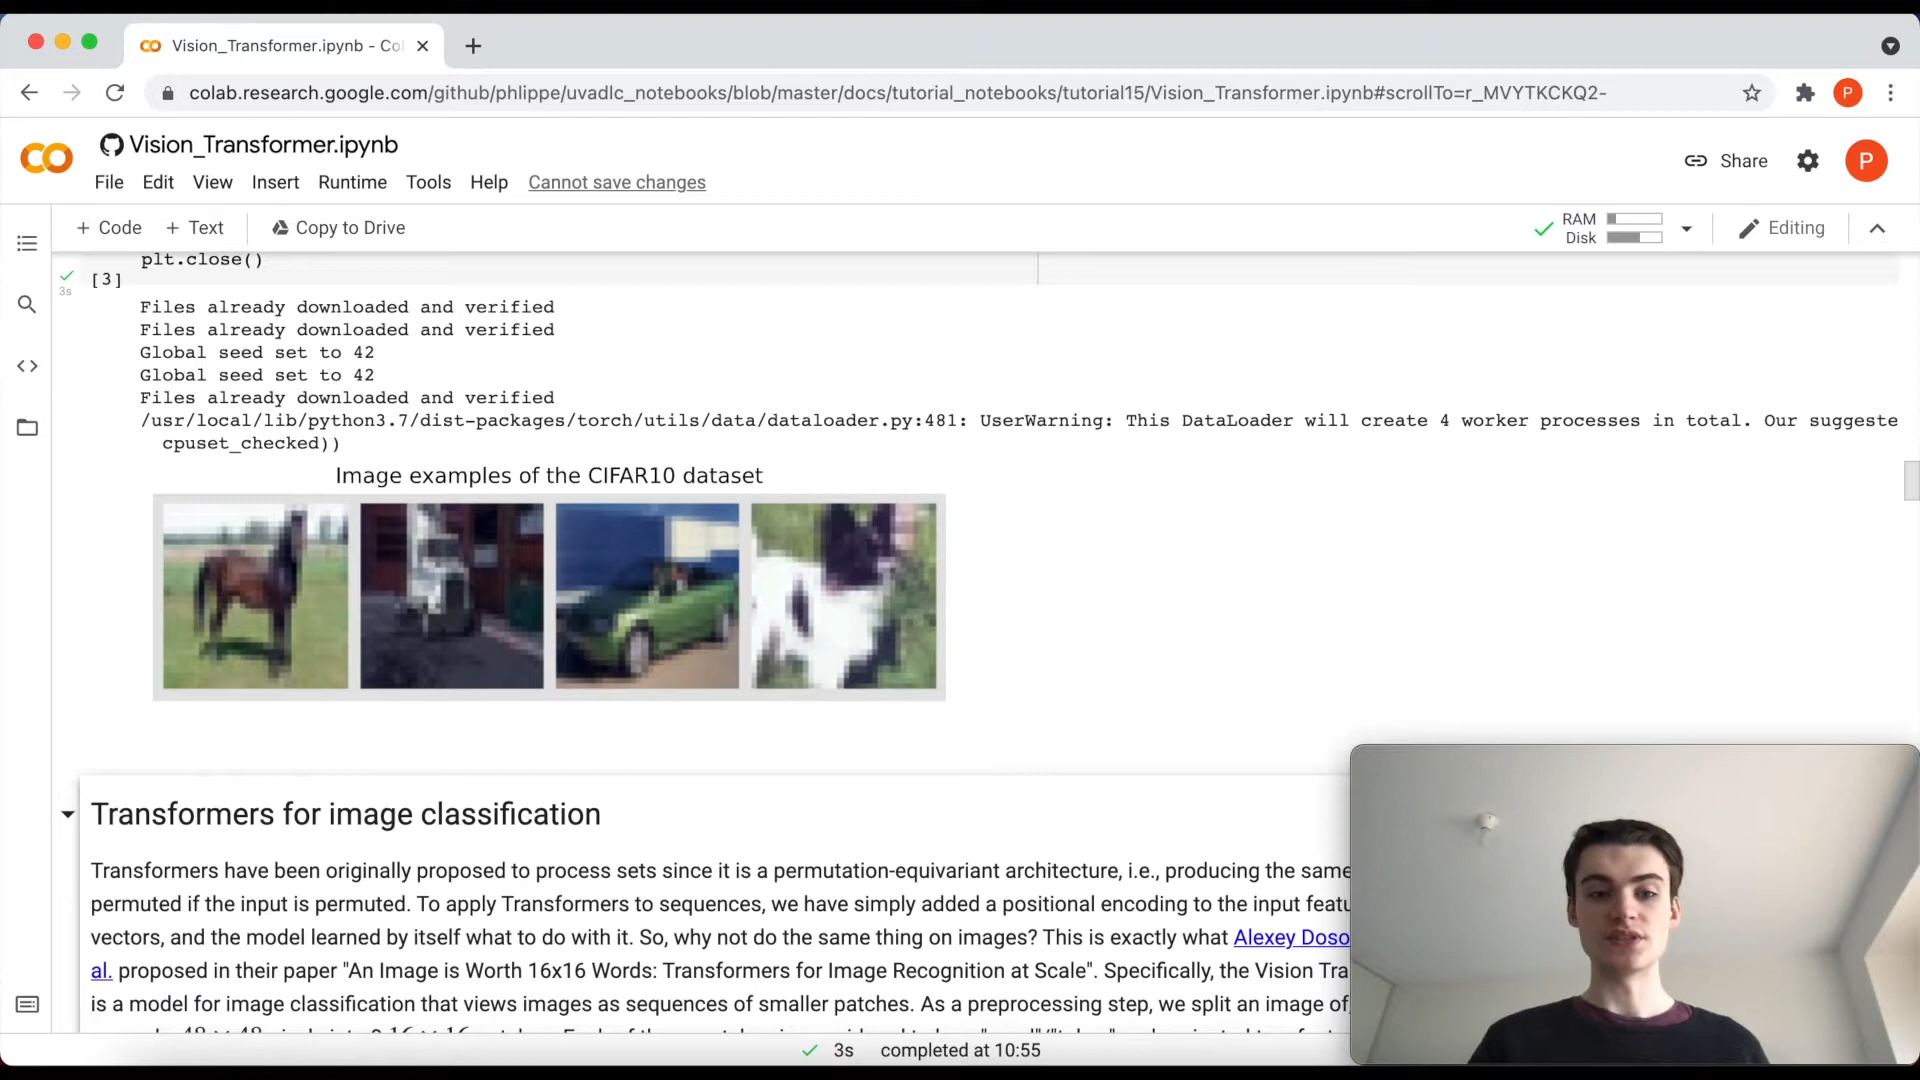 Vision_Transformer.ipynb - Co
colab.research.google.com/github/phlippe/uvadlc_notebooks/blob/master/docs/tutorial_notebooks/tutorial15/Vision_Transformer.ipynb#scrollTo=r_MVYTKCKQ2-
P
Vision_Transformer.ipynb
Share
P
File Edit View Insert Runtime Tools Help Cannot save changes
+ Code + Text Copy to Drive
RAM
Disk
Editing
plt.close()
[3]
3s
Files already downloaded and verified
Files already downloaded and verified
Global seed set to 42
Global seed set to 42
Files already downloaded and verified
/usr/local/lib/python3.7/dist-packages/torch/utils/data/dataloader.py:481: UserWarning: This DataLoader will create 4 worker processes in total. Our suggeste
cpuset_checked))
Image examples of the CIFAR10 dataset
Transformers for image classification
Transformers have been originally proposed to process sets since it is a permutation-equivariant architecture, i.e., producing the same
permuted if the input is permuted. To apply Transformers to sequences, we have simply added a positional encoding to the input featu
vectors, and the model learned by itself what to do with it. So, why not do the same thing on images? This is exactly what Alexey Doso
al. proposed in their paper "An Image is Worth 16x16 Words: Transformers for Image Recognition at Scale". Specifically, the Vision Tra
is a model for image classification that views images as sequences of smaller patches. As a preprocessing step, we split an image of,
3s completed at 10:55